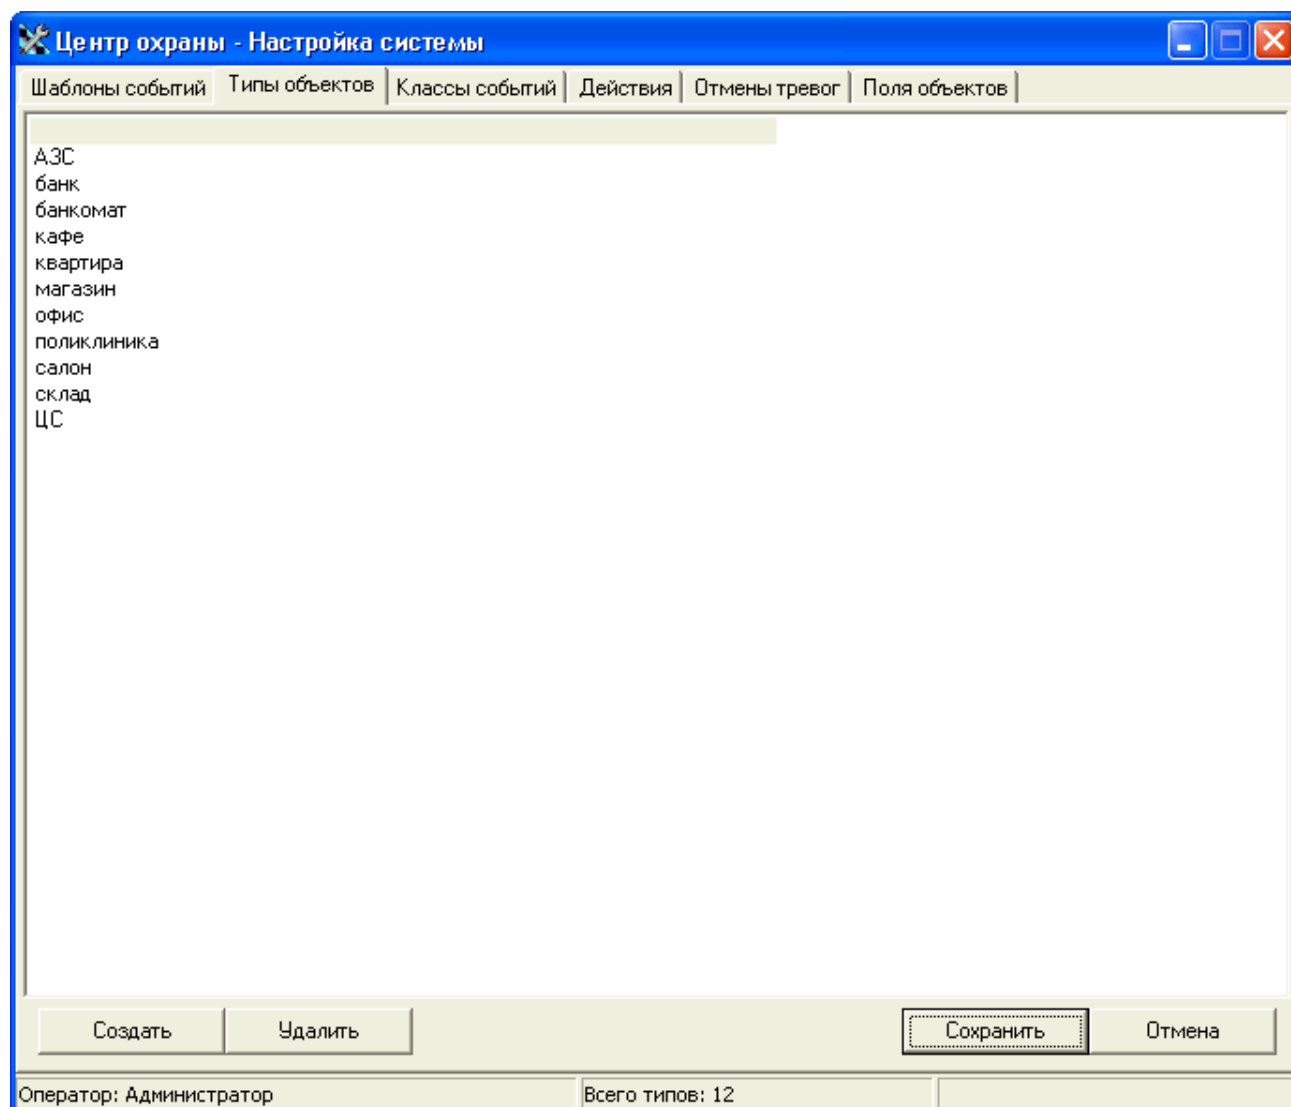 Центр охраны - Настройка системы
Шаблоны событий Типы объектов Классы событий Действия Отмены тревог Поля объектов
АЗС
банк
банкомат
кафе
квартира
магазин
офис
поликлиника
салон
склад
ЦС
Создать Удалить Сохранить Отмена
Оператор: Администратор Всего типов: 12